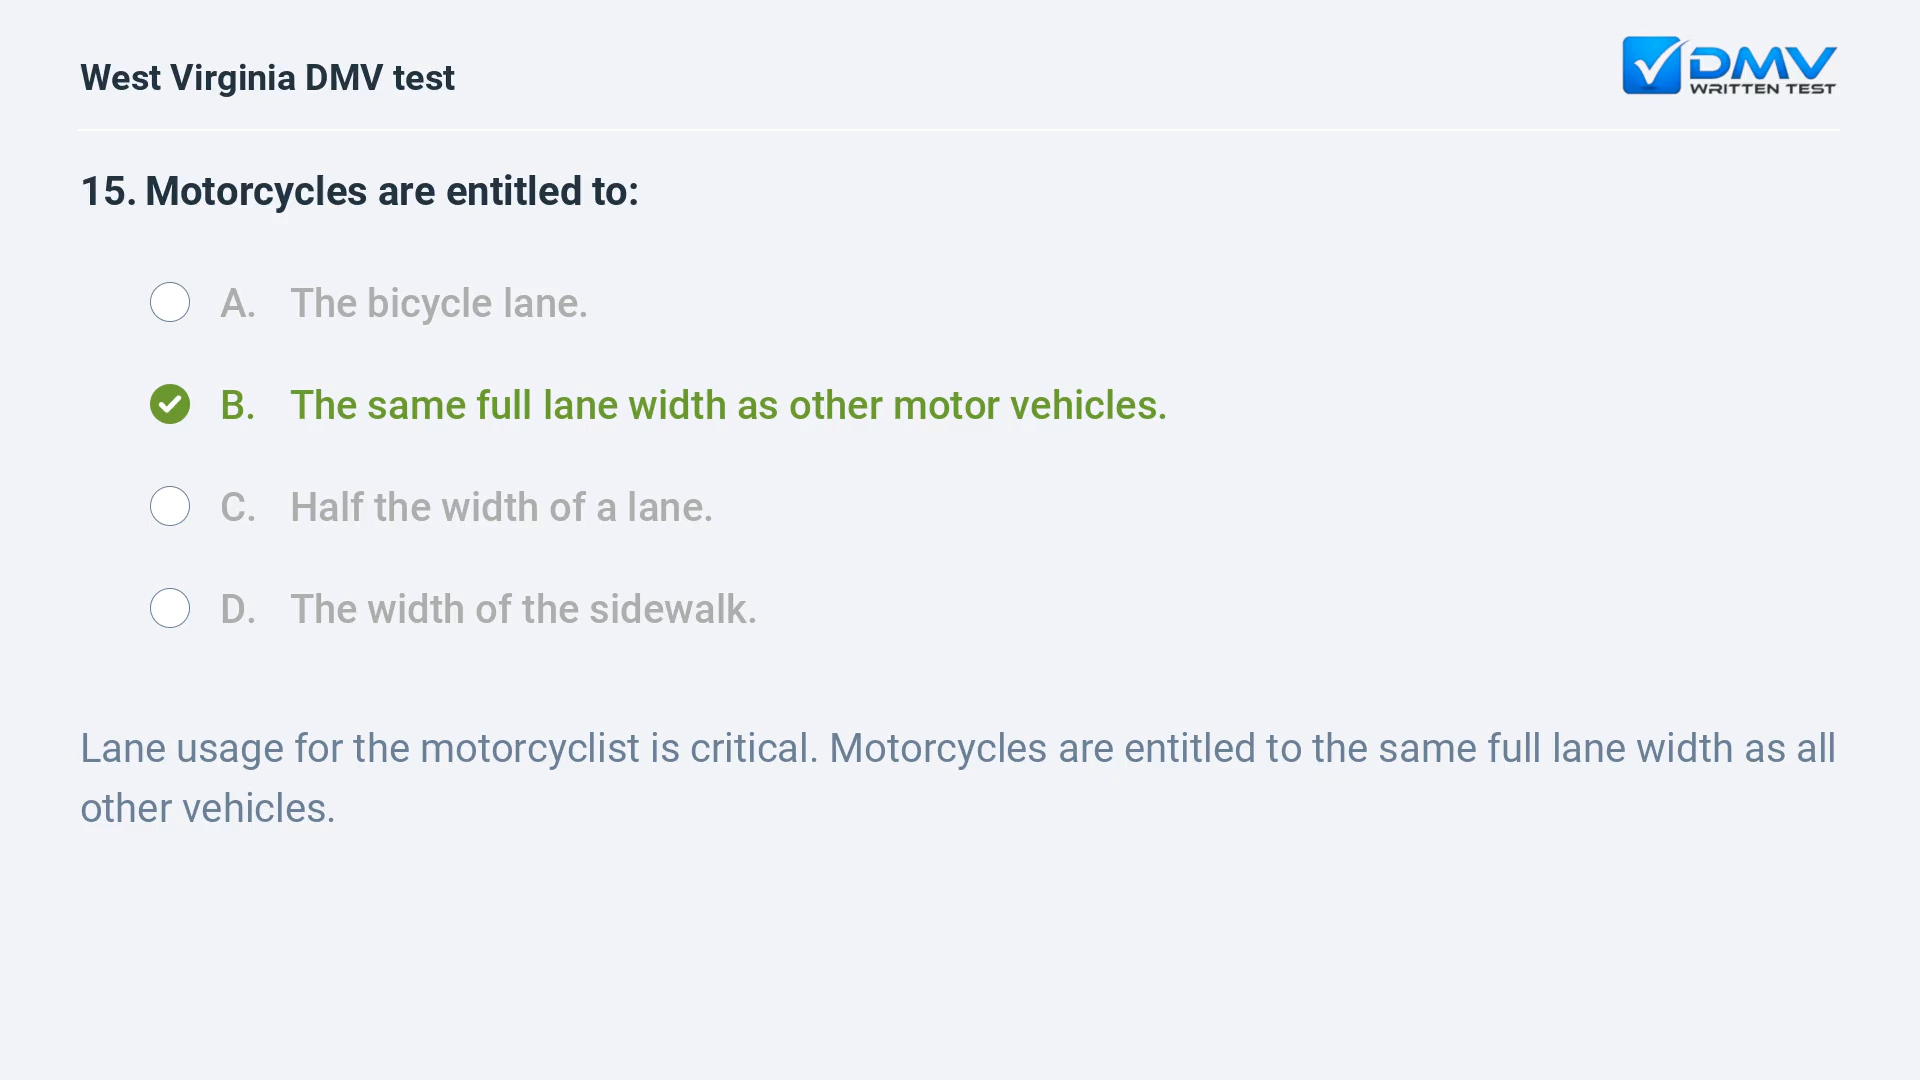 West Virginia DMV test
DMV
WRITTEN TEST
15. Motorcycles are entitled to:
A. The bicycle lane.
B. The same full lane width as other motor vehicles.
C. Half the width of a lane.
D. The width of the sidewalk.
Lane usage for the motorcyclist is critical. Motorcycles are entitled to the same full lane width as all
other vehicles.